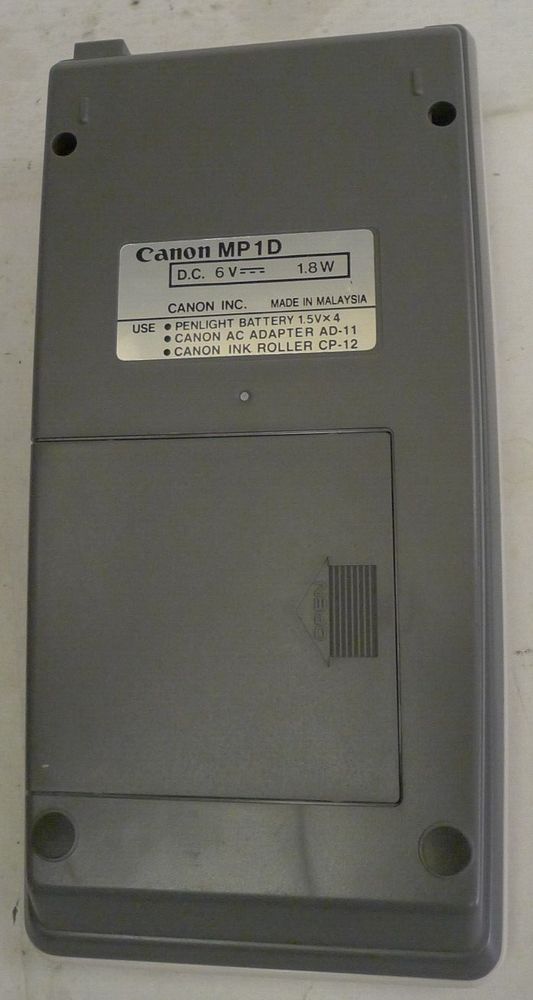 Canon MP1D
D.C. 6V⎓ 1.8W
CANON INC. MADE IN MALAYSIA
USE ● PENLIGHT BATTERY 1.5V×4
● CANON AC ADAPTER AD-11
● CANON INK ROLLER CP-12
OPEN